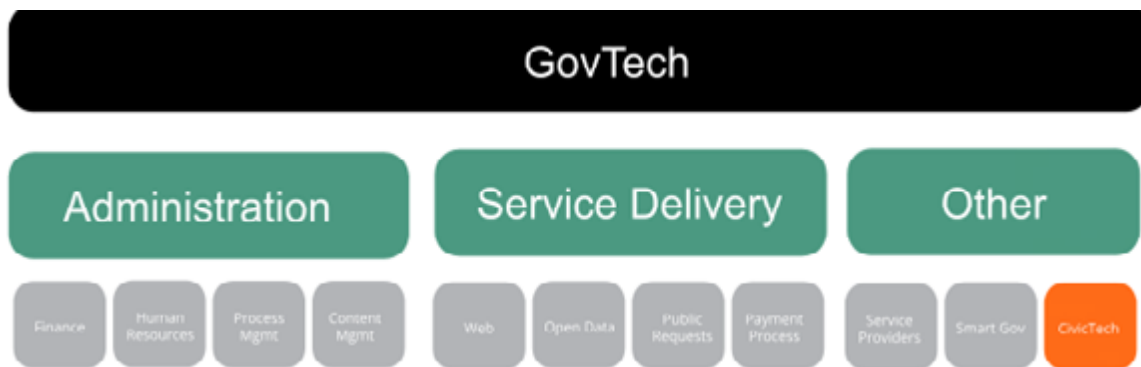 GovTech
Administration
Service Delivery
Other
Finance
Human
Resources
Process
Mgmt
Content
Mgmt
Web
Open Data
Public
Requests
Payment
Process
Service
Providers
Smart Gov
CivicTech